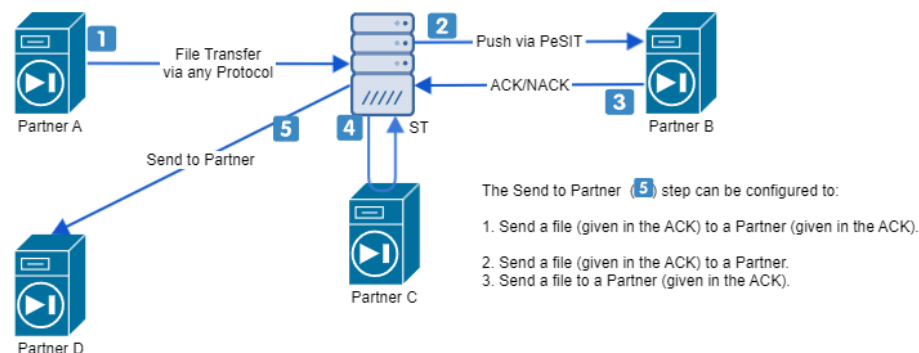 1
2
File Transfer
via any Protocol
Push via PeSIT
ACK/NACK
3
Partner A
5
4
ST
Partner B
Send to Partner
The Send to Partner (5) step can be configured to:
1. Send a file (given in the ACK) to a Partner (given in the ACK).
2. Send a file (given in the ACK) to a Partner.
3. Send a file to a Partner (given in the ACK).
Partner C
Partner D